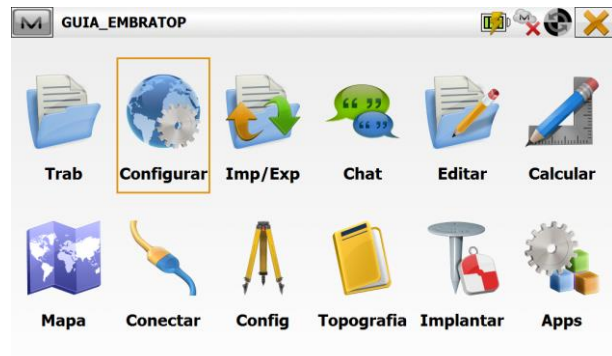 GUIA_EMBRATOP
Trab Configurar Imp/Exp Chat Editar Calcular
Mapa Conectar Config Topografia Implantar Apps